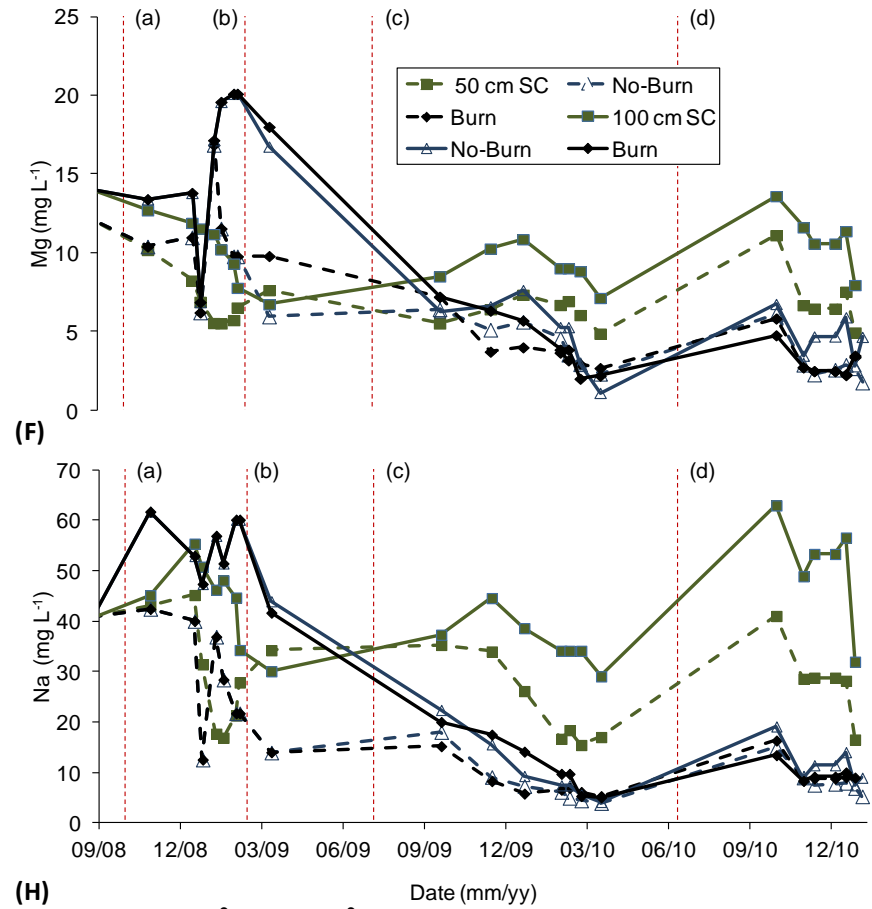 25
20
15
10
5
0
Mg (mg L-1)
(a)
(b)
(c)
(d)
50 cm SC
No-Burn
Burn
100 cm SC
No-Burn
Burn
(F)
70
60
50
40
30
20
10
0
Na (mg L-1)
(a)
(b)
(c)
(d)
09/08 12/08 03/09 06/09 09/09 12/09 03/10 06/10 09/10 12/10
(H)
Date (mm/yy)